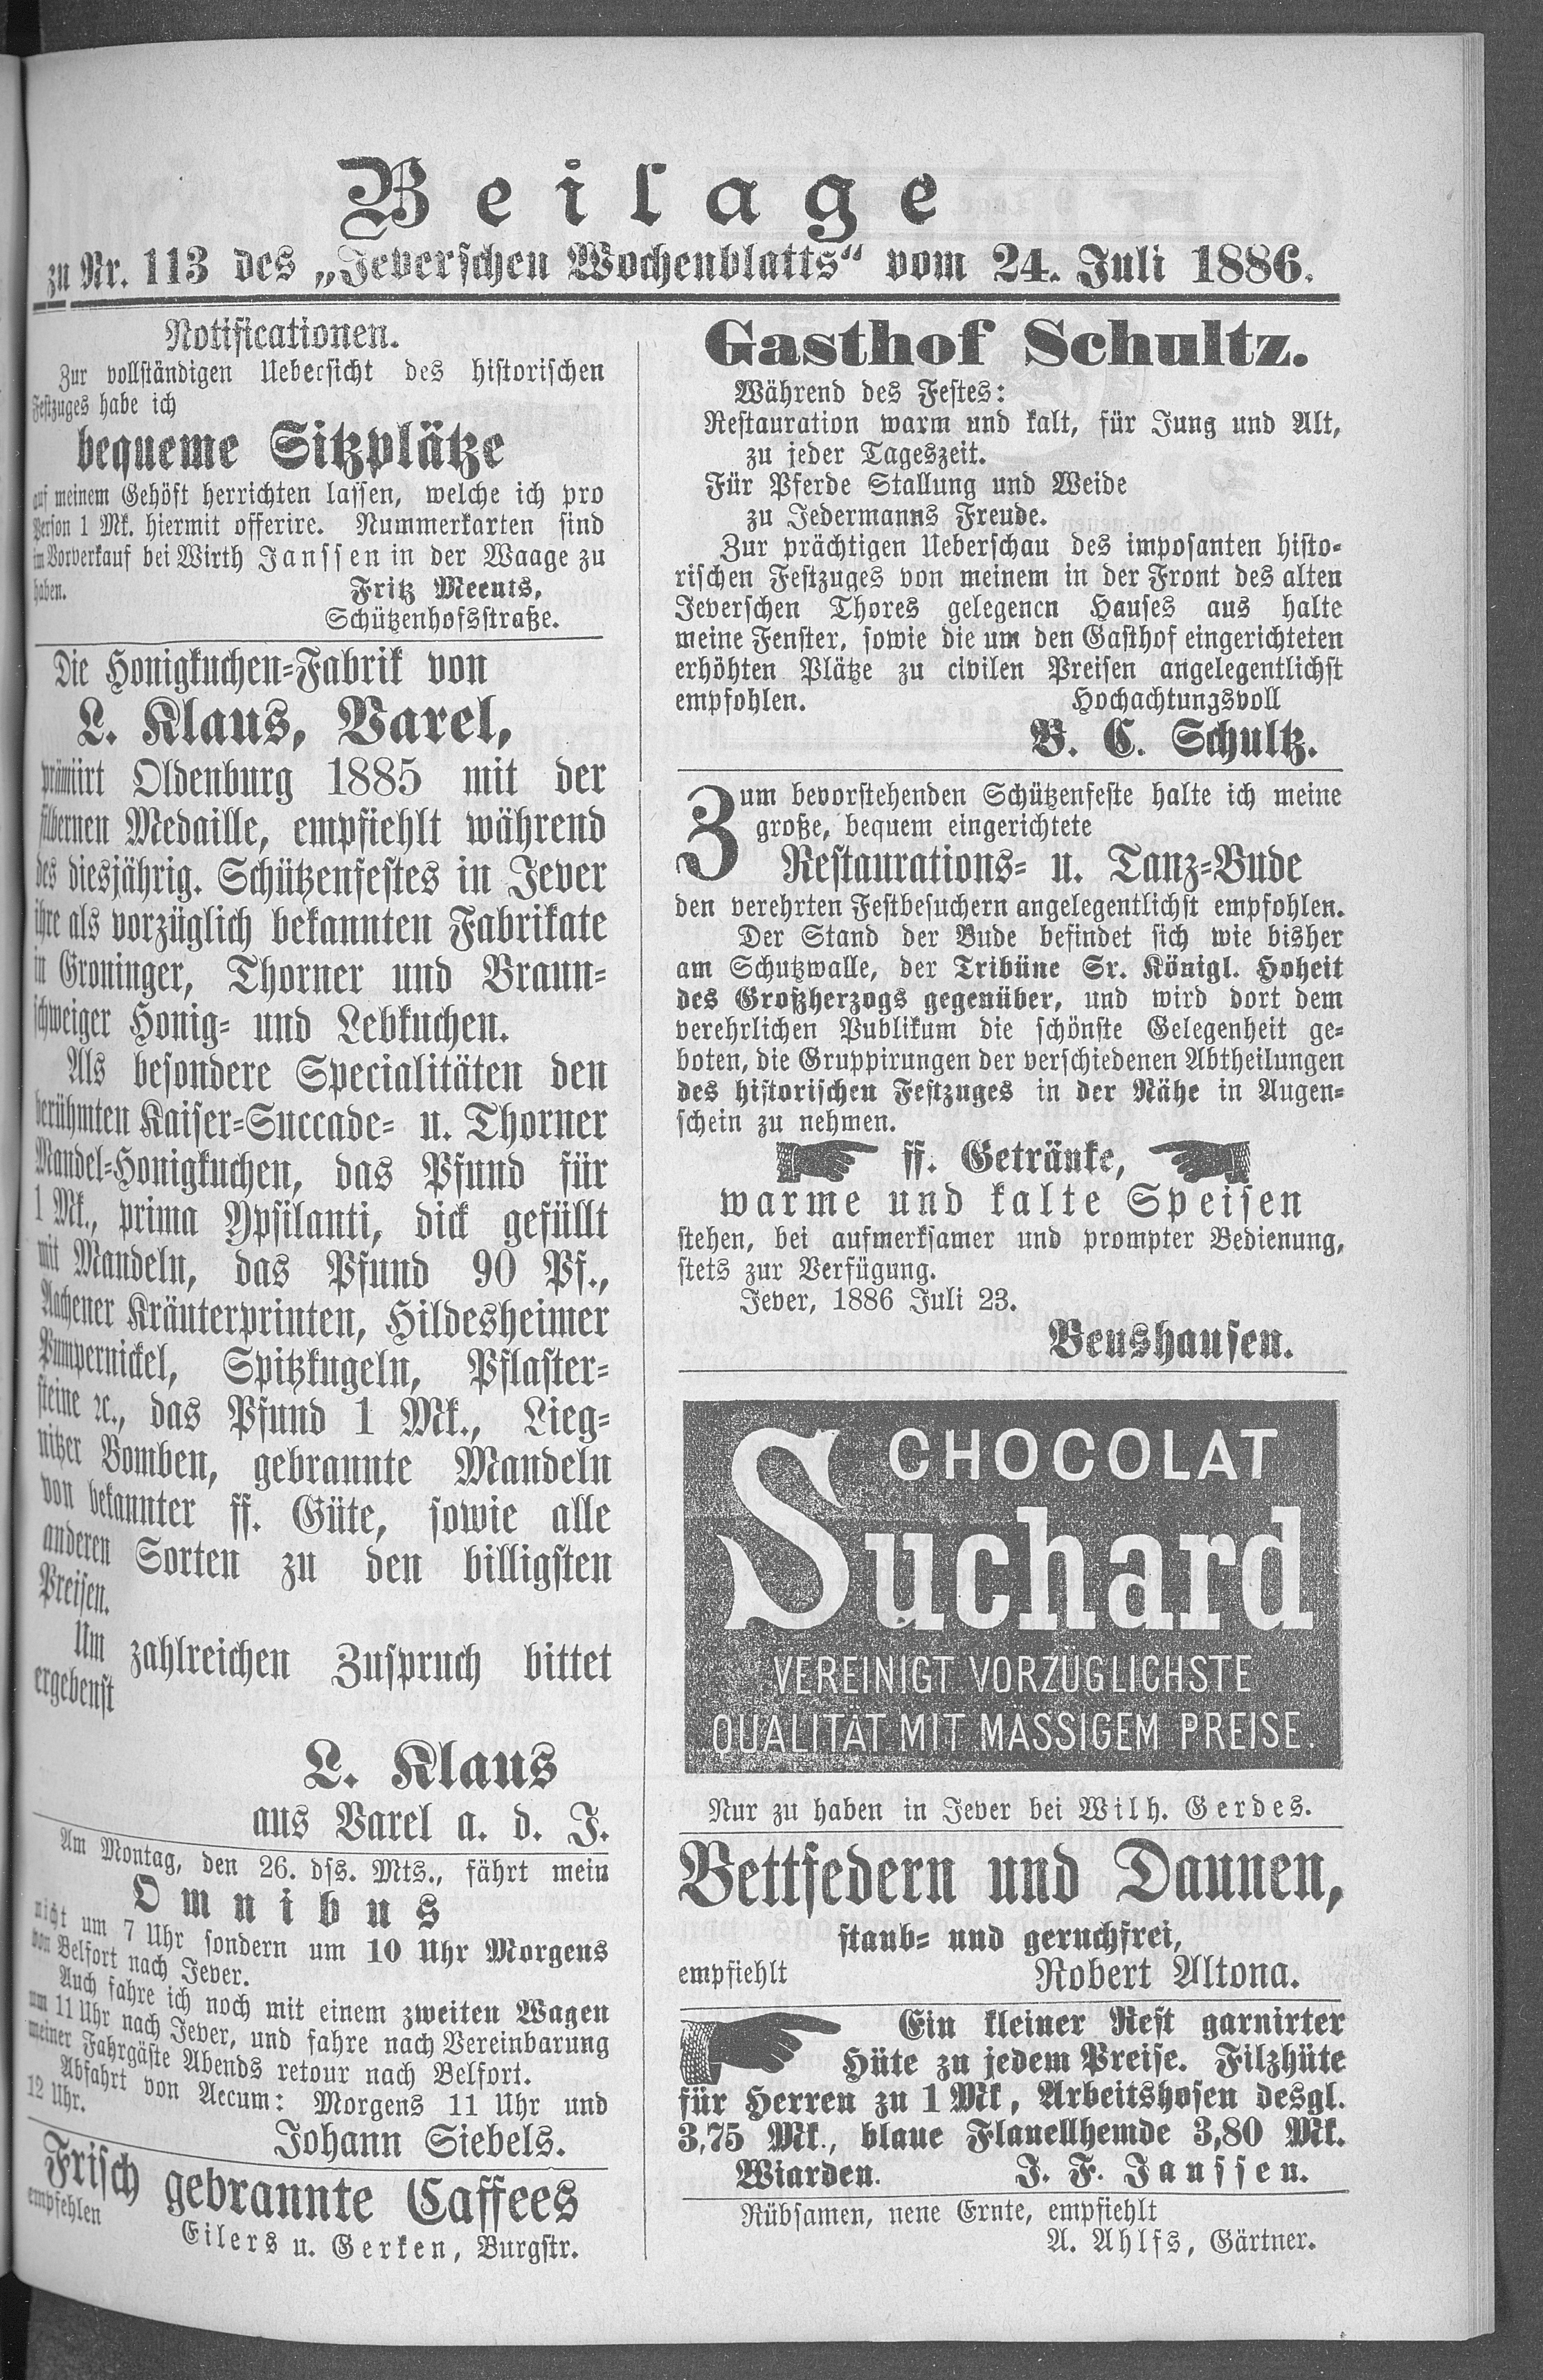 Beilage
zu Nr. 113 des „Jeverschen Wochenblatts“ vom 24. Juli 1886.
Notificationen.
Zur vollständigen Uebersicht des historischen
Festzuges habe ich
bequeme Sitzplätze
auf meinem Gehöft herrichten lassen, welche ich pro
Person 1 Mk. hiermit offerire. Nummerkarten sind
im Vorverkauf bei Wirth Janssen in der Waage zu
haben. Fritz Meents,
Schützenhofsstraße.
Die Honigkuchen-Fabrik von
L. Klaus, Varel,
prämiirt Oldenburg 1885 mit der
silbernen Medaille, empfiehlt während
des diesjährig. Schützenfestes in Jever
ihre als vorzüglich bekannten Fabrikate
in Groninger, Thorner und Braun-
schweiger Honig- und Lebkuchen.
Als besondere Specialitäten den
berühmten Kaiser-Succade- u. Thorner
Mandel-Honigkuchen, das Pfund für
1 Mk., prima Ypsilanti, dick gefüllt
mit Mandeln, das Pfund 90 Pf.,
Aachener Kräuterprinten, Hildesheimer
Pumpernickel, Spitzkugeln, Pflaster-
steine ꝛc., das Pfund 1 Mk., Lieg-
nitzer Bomben, gebrannte Mandeln
von bekannter ff. Güte, sowie alle
anderen Sorten zu den billigsten
Preisen.
Um zahlreichen Zuspruch bittet
ergebenst
L. Klaus
aus Varel a. d. J.
Am Montag, den 26. dss. Mts., fährt mein
Omnibus
nicht um 7 Uhr sondern um 10 Uhr Morgens
von Belfort nach Jever.
Auch fahre ich noch mit einem zweiten Wagen
um 11 Uhr nach Jever, und fahre nach Vereinbarung
meiner Fahrgäste Abends retour nach Belfort.
Abfahrt von Accum: Morgens 11 Uhr und
12 Uhr.
Johann Siebels.
Frisch gebrannte Caffees
empfehlen
Eilers u. Gerken, Burgstr.
Gasthof Schultz.
Während des Festes:
Restauration warm und kalt, für Jung und Alt,
zu jeder Tageszeit.
Für Pferde Stallung und Weide
zu Jedermanns Freude.
Zur prächtigen Ueberschau des imposanten histo-
rischen Festzuges von meinem in der Front des alten
Jeverschen Thores gelegenen Hauses aus halte
meine Fenster, sowie die um den Gasthof eingerichteten
erhöhten Plätze zu civilen Preisen angelegentlichst
empfohlen. Hochachtungsvoll
B. C. Schultz.
Zum bevorstehenden Schützenfeste halte ich meine
große, bequem eingerichtete
Restaurations- u. Tanz-Bude
den verehrten Festbesuchern angelegentlichst empfohlen.
Der Stand der Bude befindet sich wie bisher
am Schutzwalle, der Tribüne Sr. Königl. Hoheit
des Großherzogs gegenüber, und wird dort dem
verehrlichen Publikum die schönste Gelegenheit ge-
boten, die Gruppirungen der verschiedenen Abtheilungen
des historischen Festzuges in der Nähe in Augen-
schein zu nehmen.
ff. Getränke,
warme und kalte Speisen
stehen, bei aufmerksamer und prompter Bedienung,
stets zur Verfügung.
Jever, 1886 Juli 23.
Benshausen.
CHOCOLAT
Suchard
VEREINIGT VORZÜGLICHSTE
QUALITÄT MIT MÄSSIGEM PREISE.
Nur zu haben in Jever bei Wilh. Gerdes.
Bettfedern und Daunen,
staub- und geruchfrei,
empfiehlt Robert Altona.
Ein kleiner Rest garnirter
Hüte zu jedem Preise. Filzhüte
für Herren zu 1 Mk, Arbeitshosen desgl.
3,75 Mk., blaue Flanellhemde 3,80 Mk.
Wiarden. J. F. Janssen.
Rübsamen, neue Ernte, empfiehlt
A. Ahlfs, Gärtner.